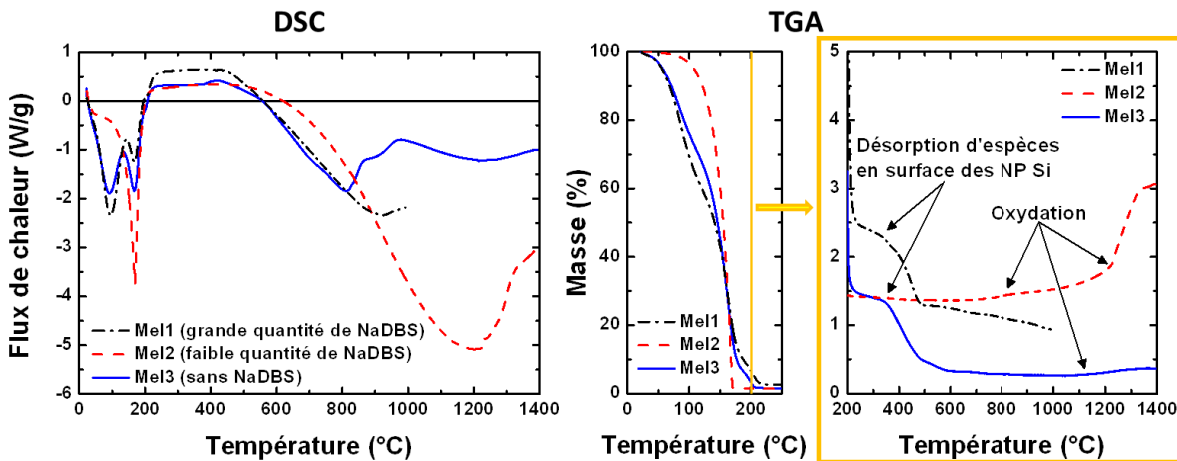 DSC
TGA
Flux de chaleur (W/g)
1
0
-1
-2
-3
-4
-5
-6
Mel1 (grande quantité de NaDBS)
Mel2 (faible quantité de NaDBS)
Mel3 (sans NaDBS)
0 200 400 600 800 1000 1200 1400
Température (°C)
Masse (%)
100
80
60
40
20
0
Mel1
Mel2
Mel3
0 100 200
Température (°C)
5
4
3
2
1
0
Mel1
Mel2
Mel3
Désorption d'espèces
en surface des NP Si
Oxydation
200 400 600 800 1000 1200 1400
Température (°C)